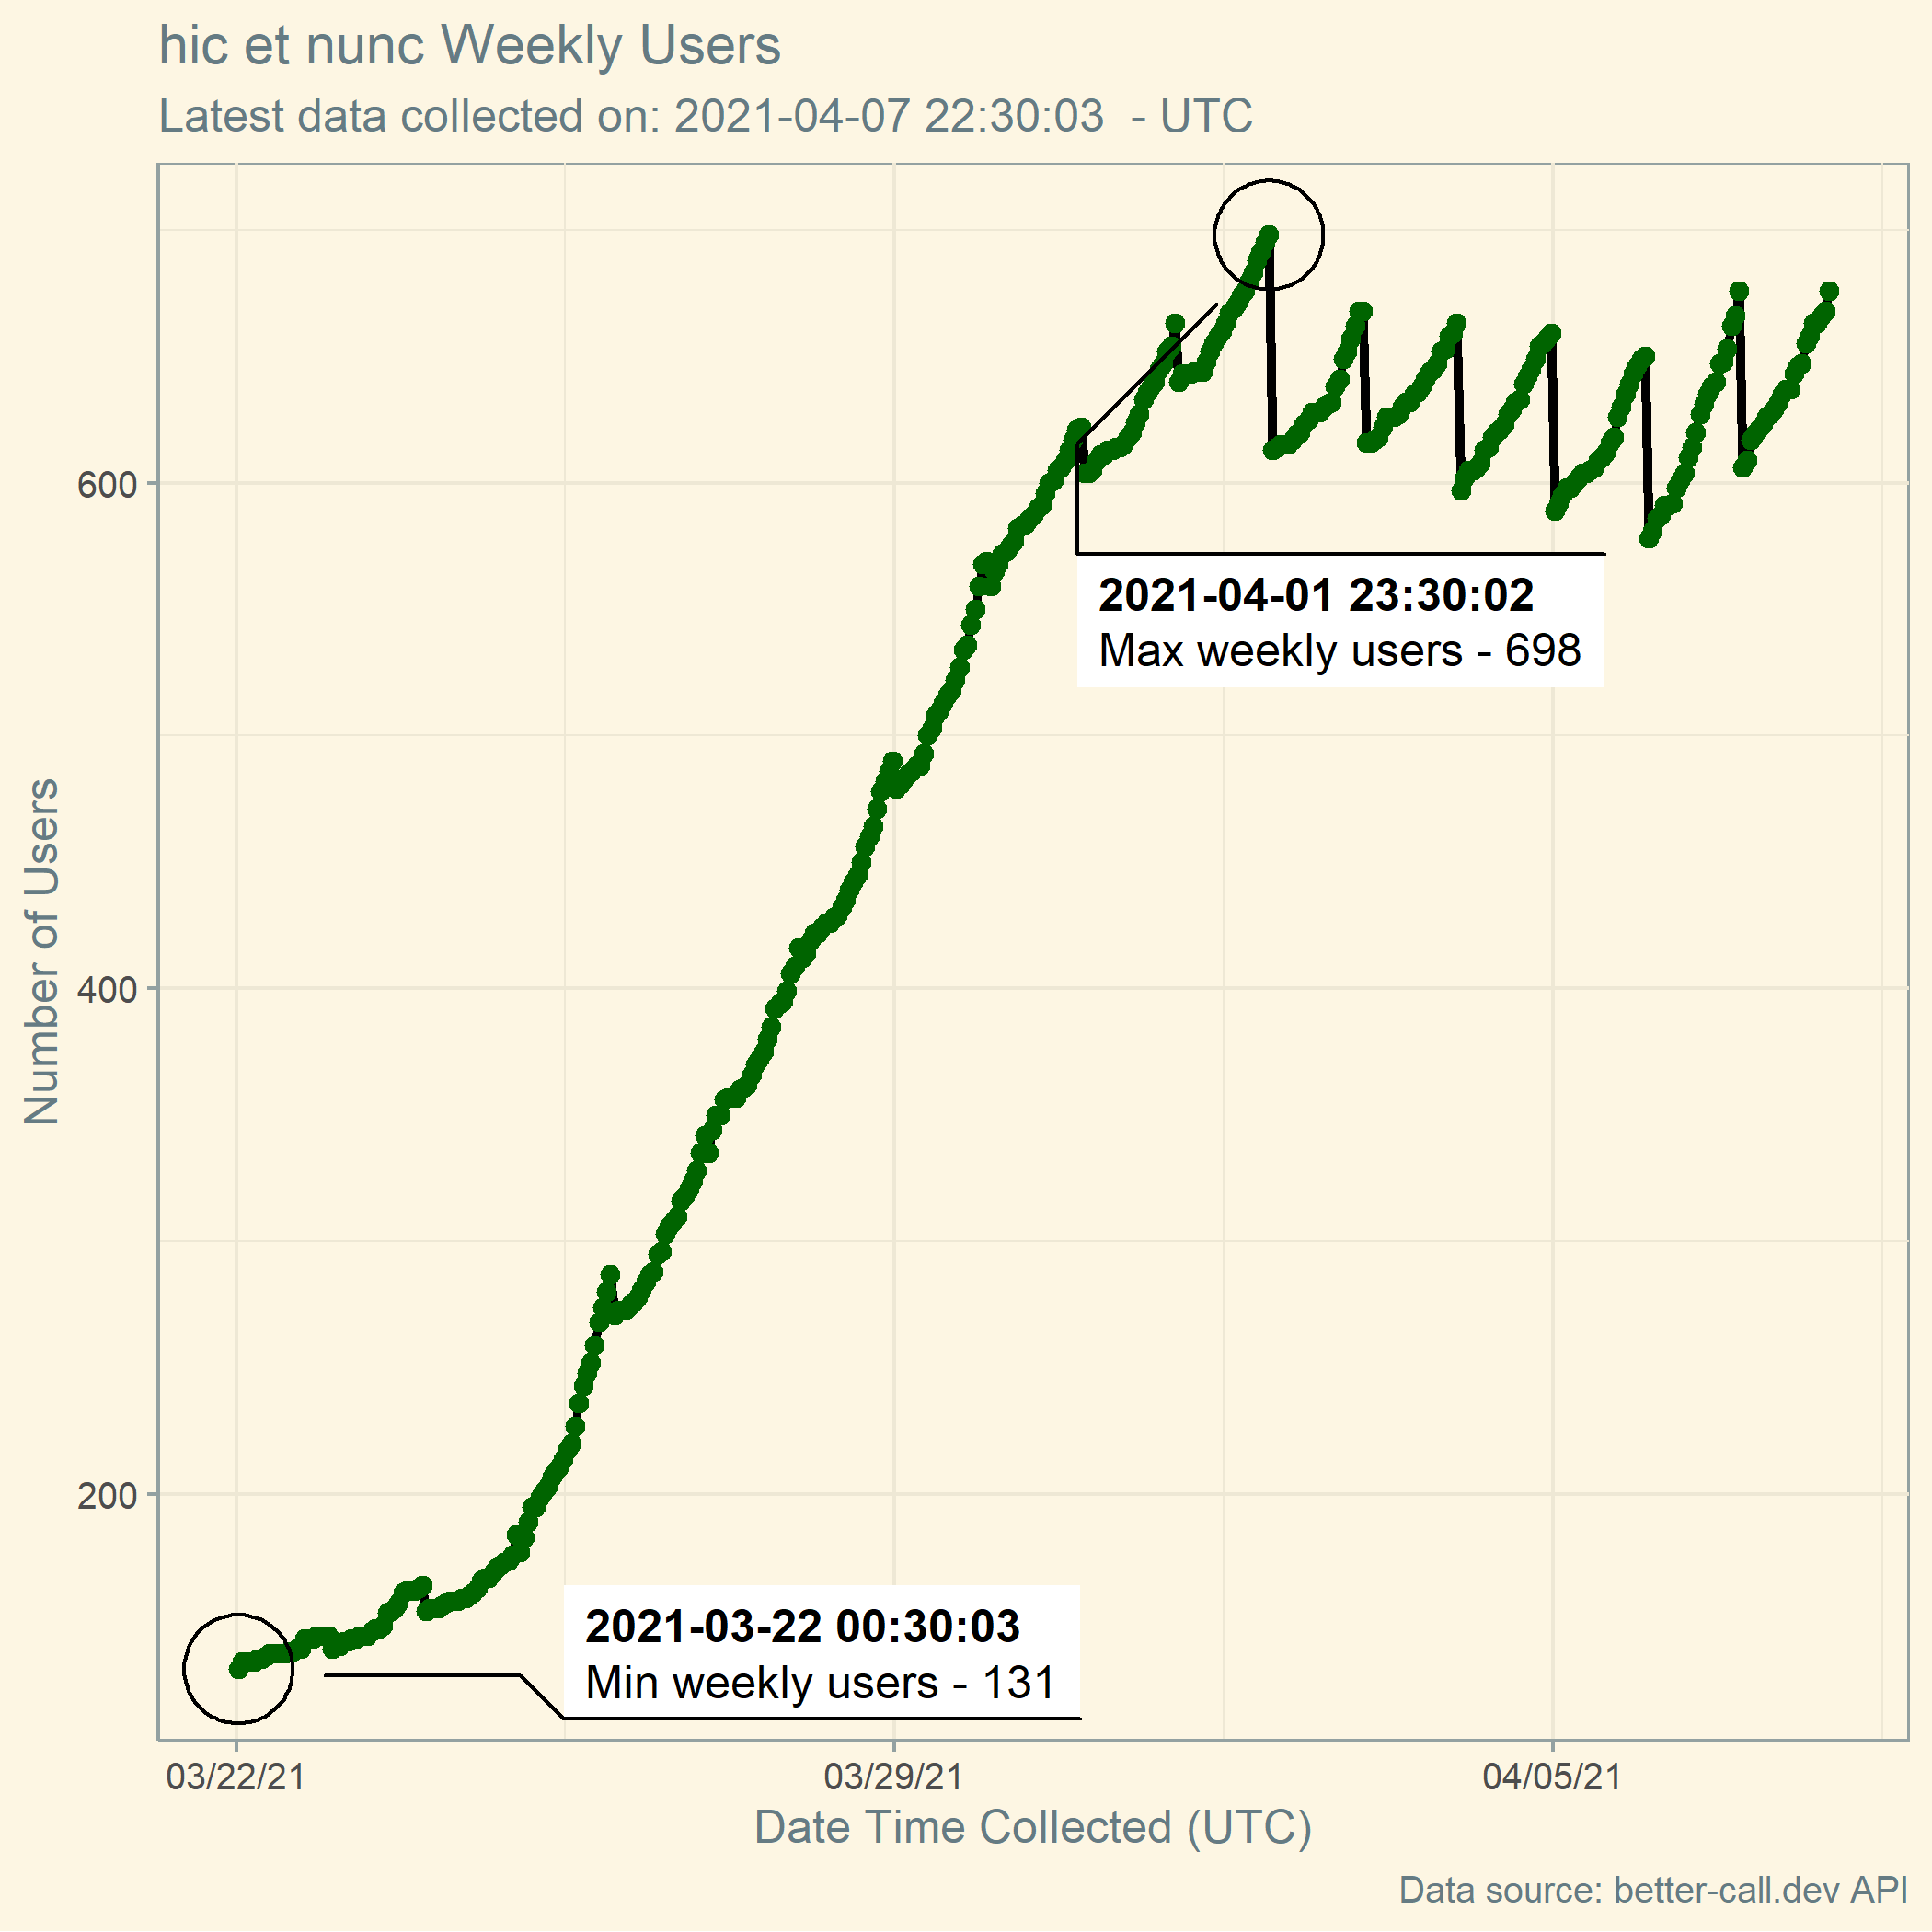 hic et nunc Weekly Users
Latest data collected on: 2021-04-07 22:30:03  - UTC
Number of Users
600
400
200
2021-04-01 23:30:02
Max weekly users - 698
2021-03-22 00:30:03
Min weekly users - 131
03/22/21
03/29/21
04/05/21
Date Time Collected (UTC)
Data source: better-call.dev API